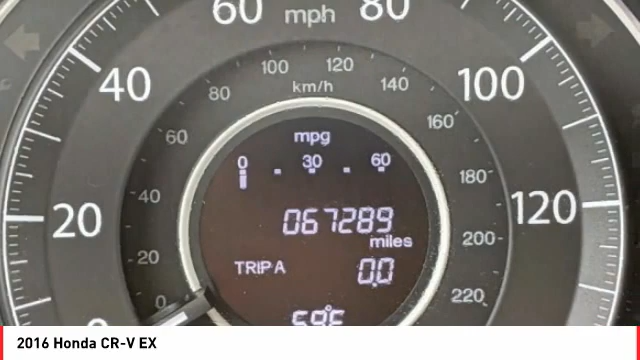 60 mph 80
100 120
40 80 km/h 140 100
60 mpg 160
0 30 60
180
40 067289 120
20 miles
20 TRIP A 0.0 200
0 220
2016 Honda CR-V EX